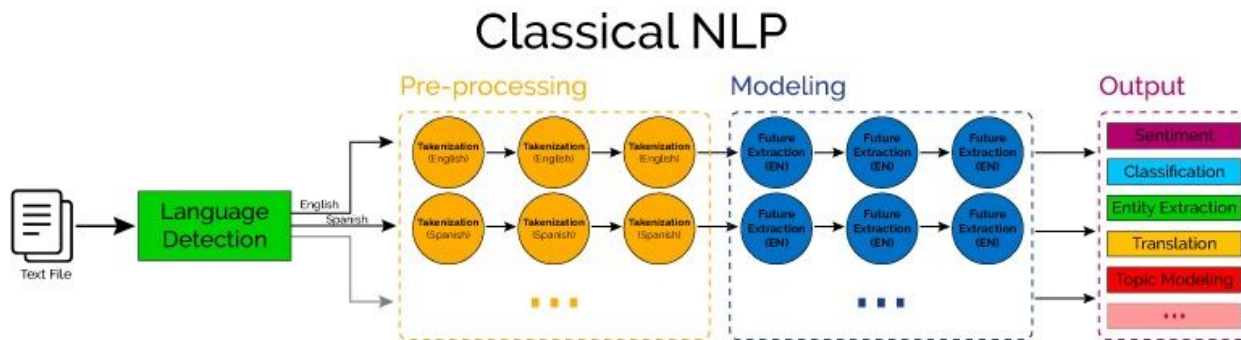 Classical NLP
Pre-processing
Modeling
Output
Text File
Language
Detection
English
Spanish
Takenization
(English)
Takenization
(English)
Takenization
(English)
Takenization
(Spanish)
Takenization
(Spanish)
Takenization
(Spanish)
Future
Extraction
(EN)
Future
Extraction
(EN)
Future
Extraction
(EN)
Future
Extraction
(EN)
Future
Extraction
(EN)
Future
Extraction
(EN)
Sentiment
Classification
Entity Extraction
Translation
Topic Modeling
...